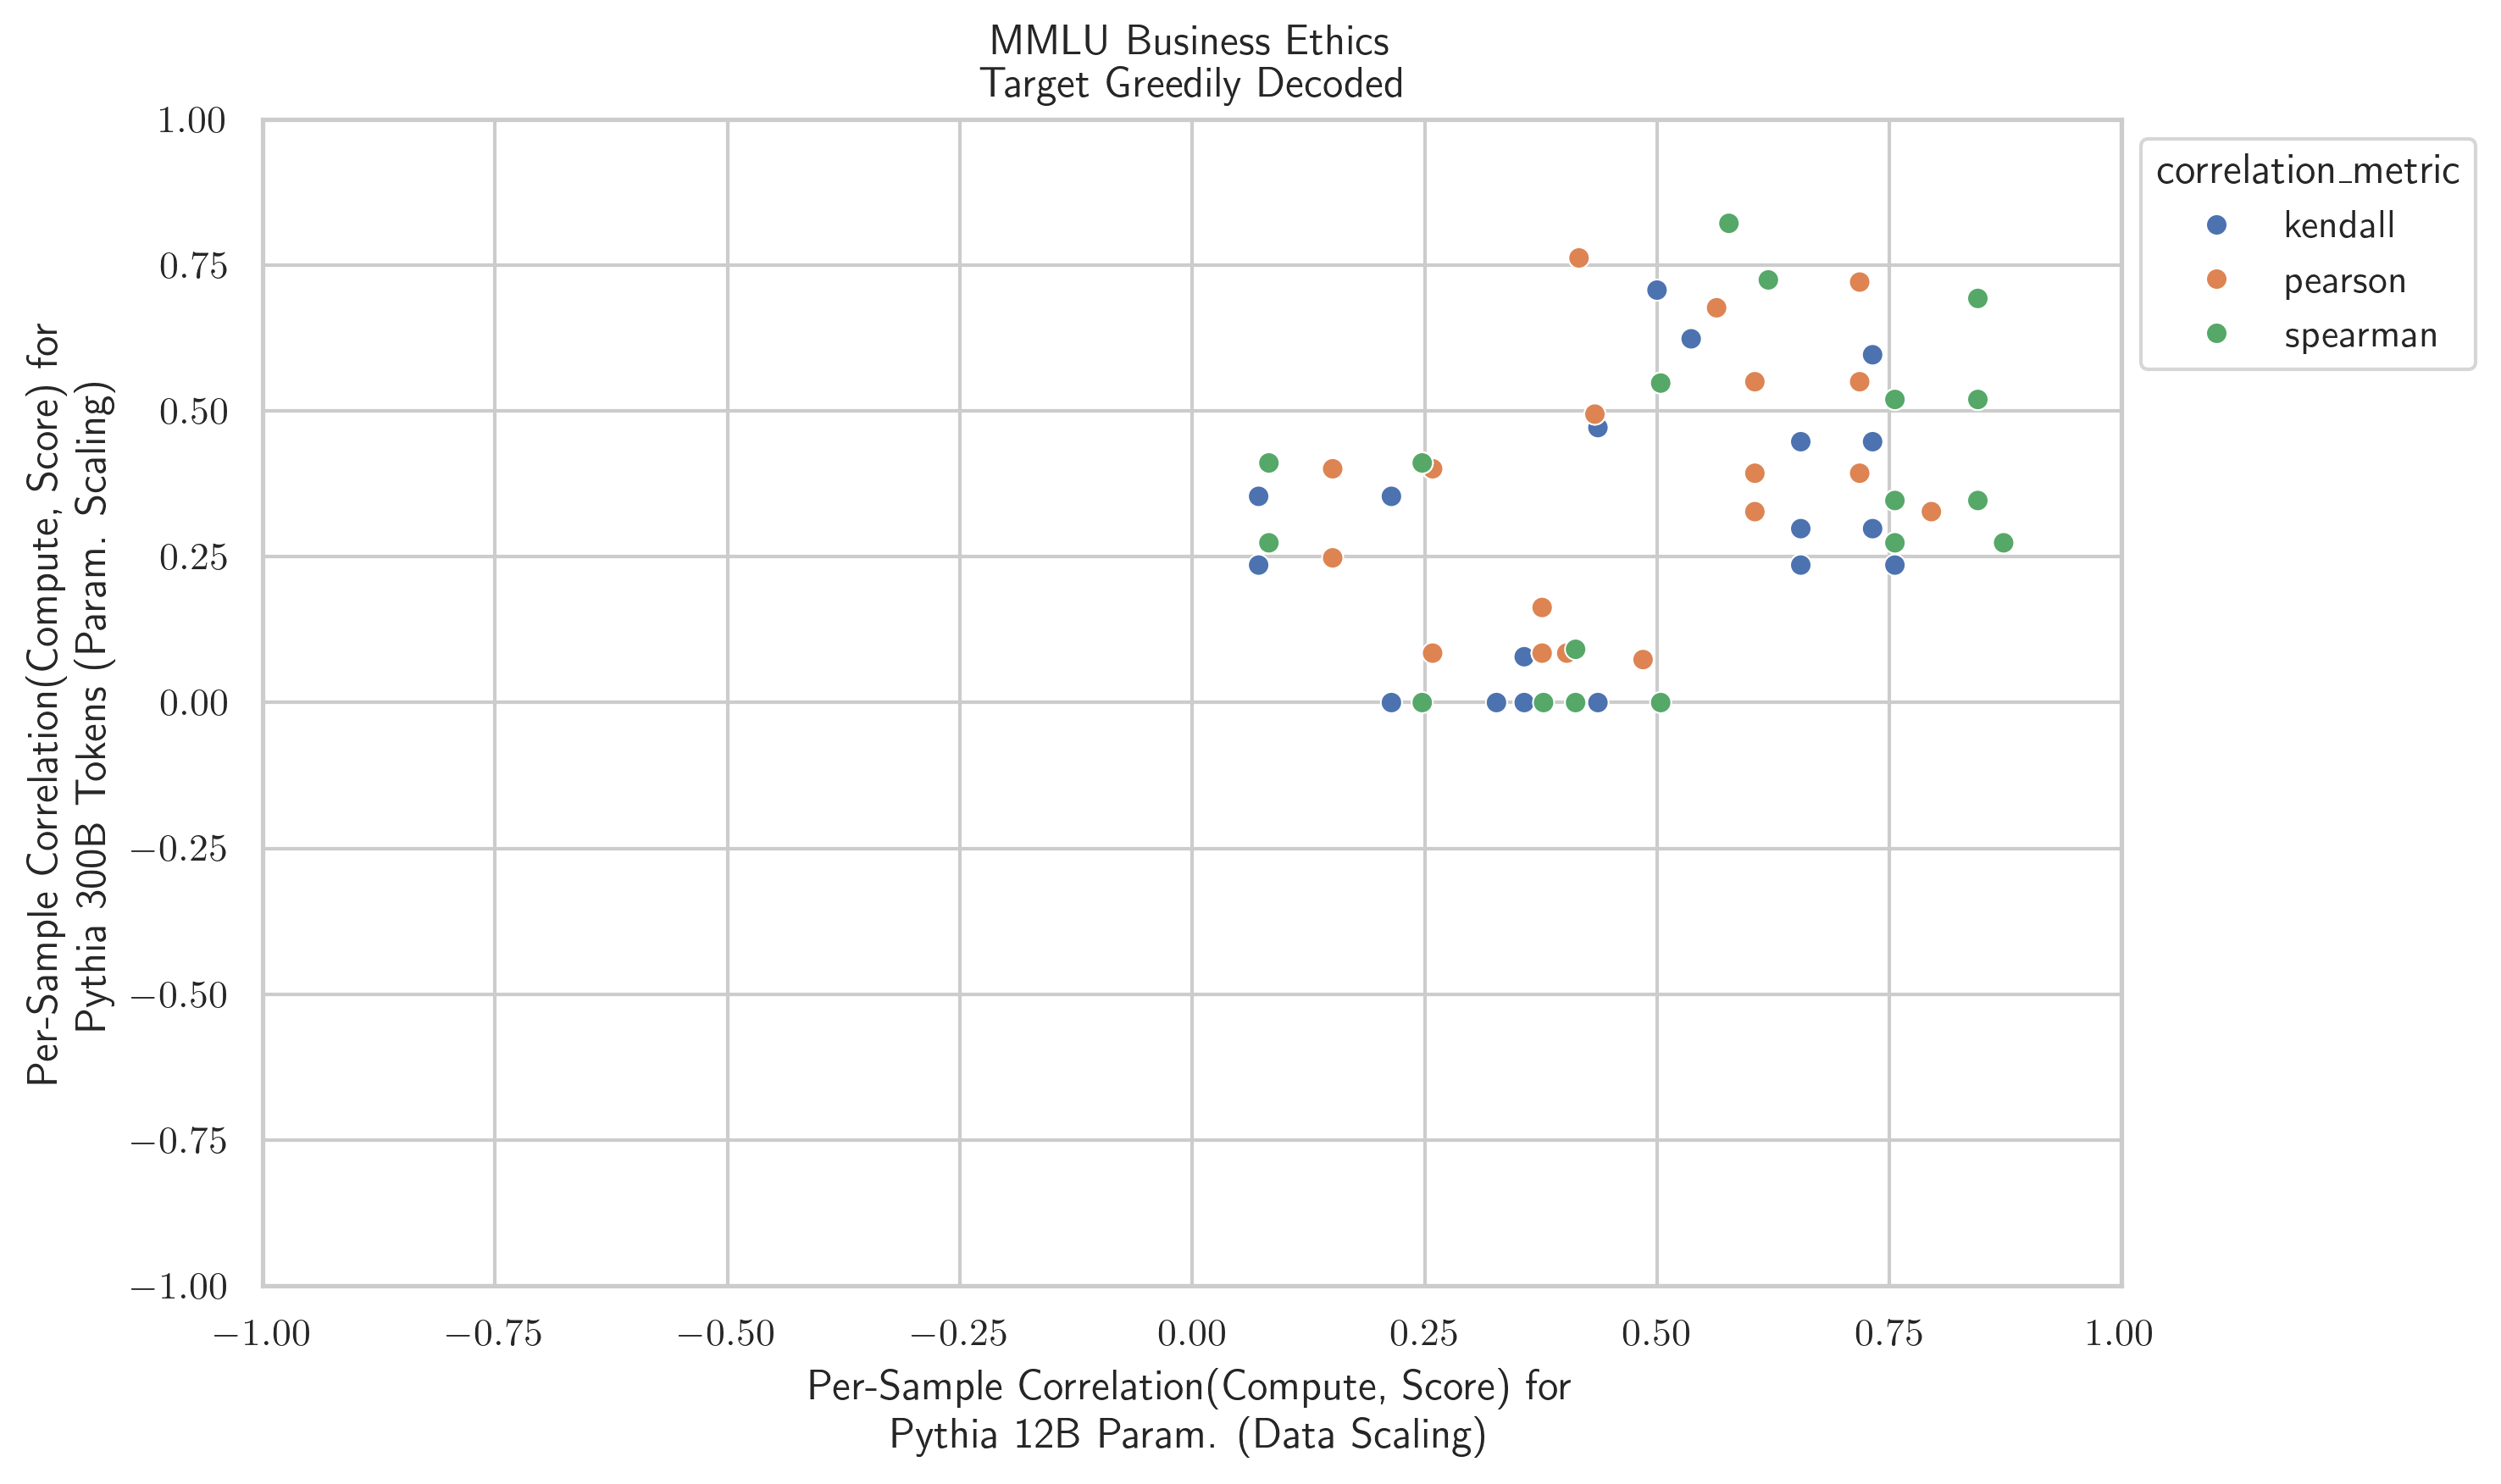 MMLU Business Ethics
Target Greedily Decoded
Per-Sample Correlation(Compute, Score) for
Pythia 300B Tokens (Param. Scaling)
1.00
0.75
0.50
0.25
0.00
−0.25
−0.50
−0.75
−1.00
correlation_metric
kendall
pearson
spearman
−1.00 −0.75 −0.50 −0.25 0.00 0.25 0.50 0.75 1.00
Per-Sample Correlation(Compute, Score) for
Pythia 12B Param. (Data Scaling)